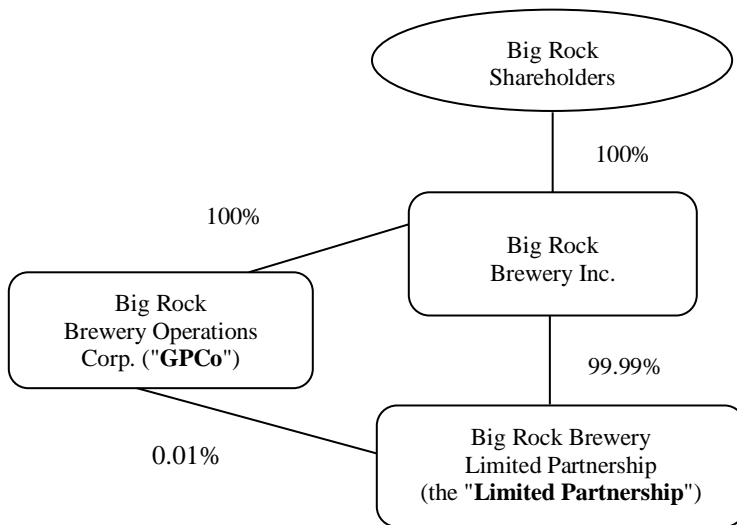 Big Rock
Shareholders
100%
100%
Big Rock
Brewery Inc.
Big Rock
Brewery Operations
Corp. ("GPCo")
99.99%
0.01%
Big Rock Brewery
Limited Partnership
(the "Limited Partnership")